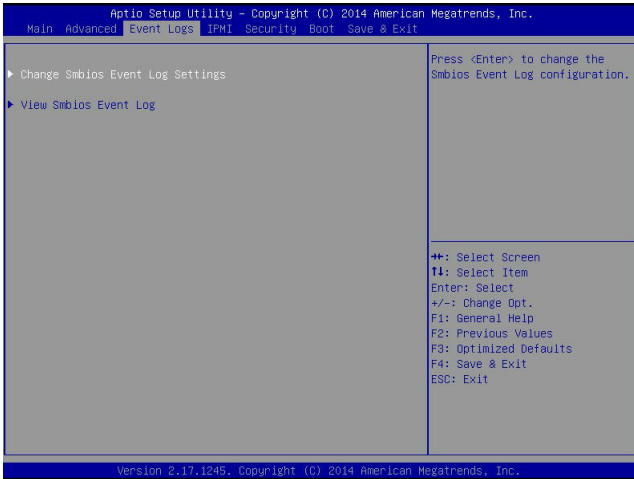 Aptio Setup Utility – Copyright (C) 2014 American Megatrends, Inc.
Main Advanced Event Logs IPMI Security Boot Save & Exit
▶ Change Smbios Event Log Settings
▶ View Smbios Event Log
Press <Enter> to change the
Smbios Event Log configuration.
→←: Select Screen
↑↓: Select Item
Enter: Select
+/-: Change Opt.
F1: General Help
F2: Previous Values
F3: Optimized Defaults
F4: Save & Exit
ESC: Exit
Version 2.17.1245. Copyright (C) 2014 American Megatrends, Inc.